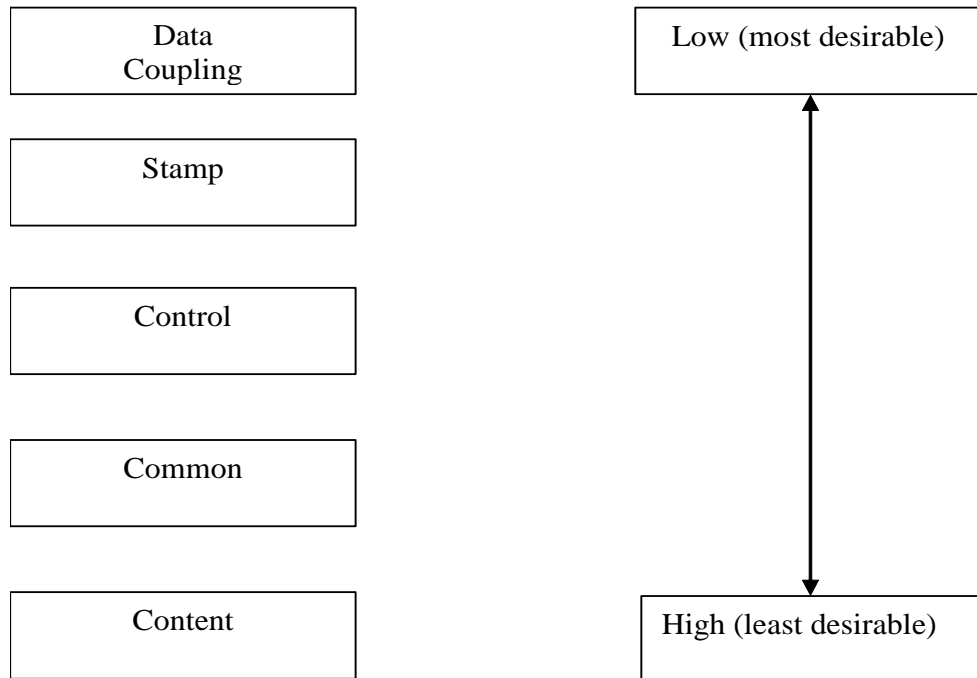 Data
Coupling
Low (most desirable)
Stamp
Control
Common
Content
High (least desirable)